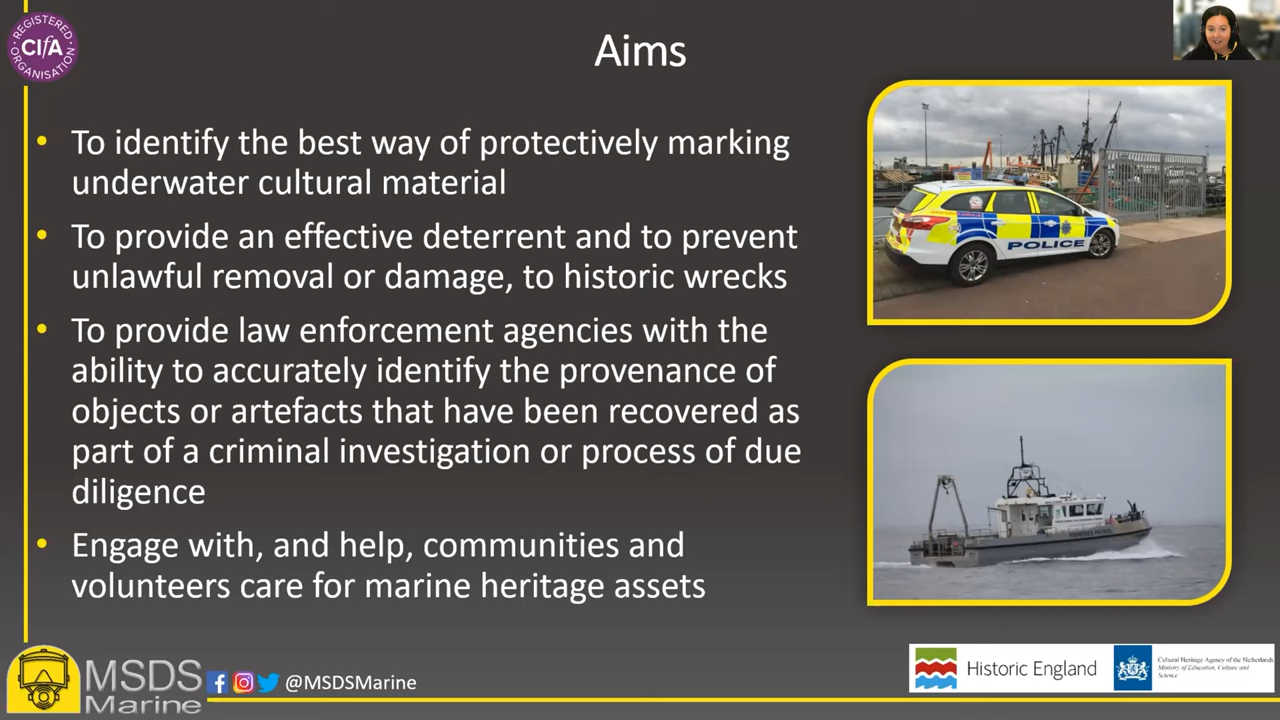 REGISTERED
CIfA
ORGANISATION
Aims
• To identify the best way of protectively marking
underwater cultural material
• To provide an effective deterrent and to prevent
unlawful removal or damage, to historic wrecks
• To provide law enforcement agencies with the
ability to accurately identify the provenance of
objects or artefacts that have been recovered as
part of a criminal investigation or process of due
diligence
• Engage with, and help, communities and
volunteers care for marine heritage assets
POLICE
FISHERIES PATROL
MSDS
Marine
@MSDSMarine
Historic England
Cultural Heritage Agency of the Netherlands
Ministry of Education, Culture and
Science